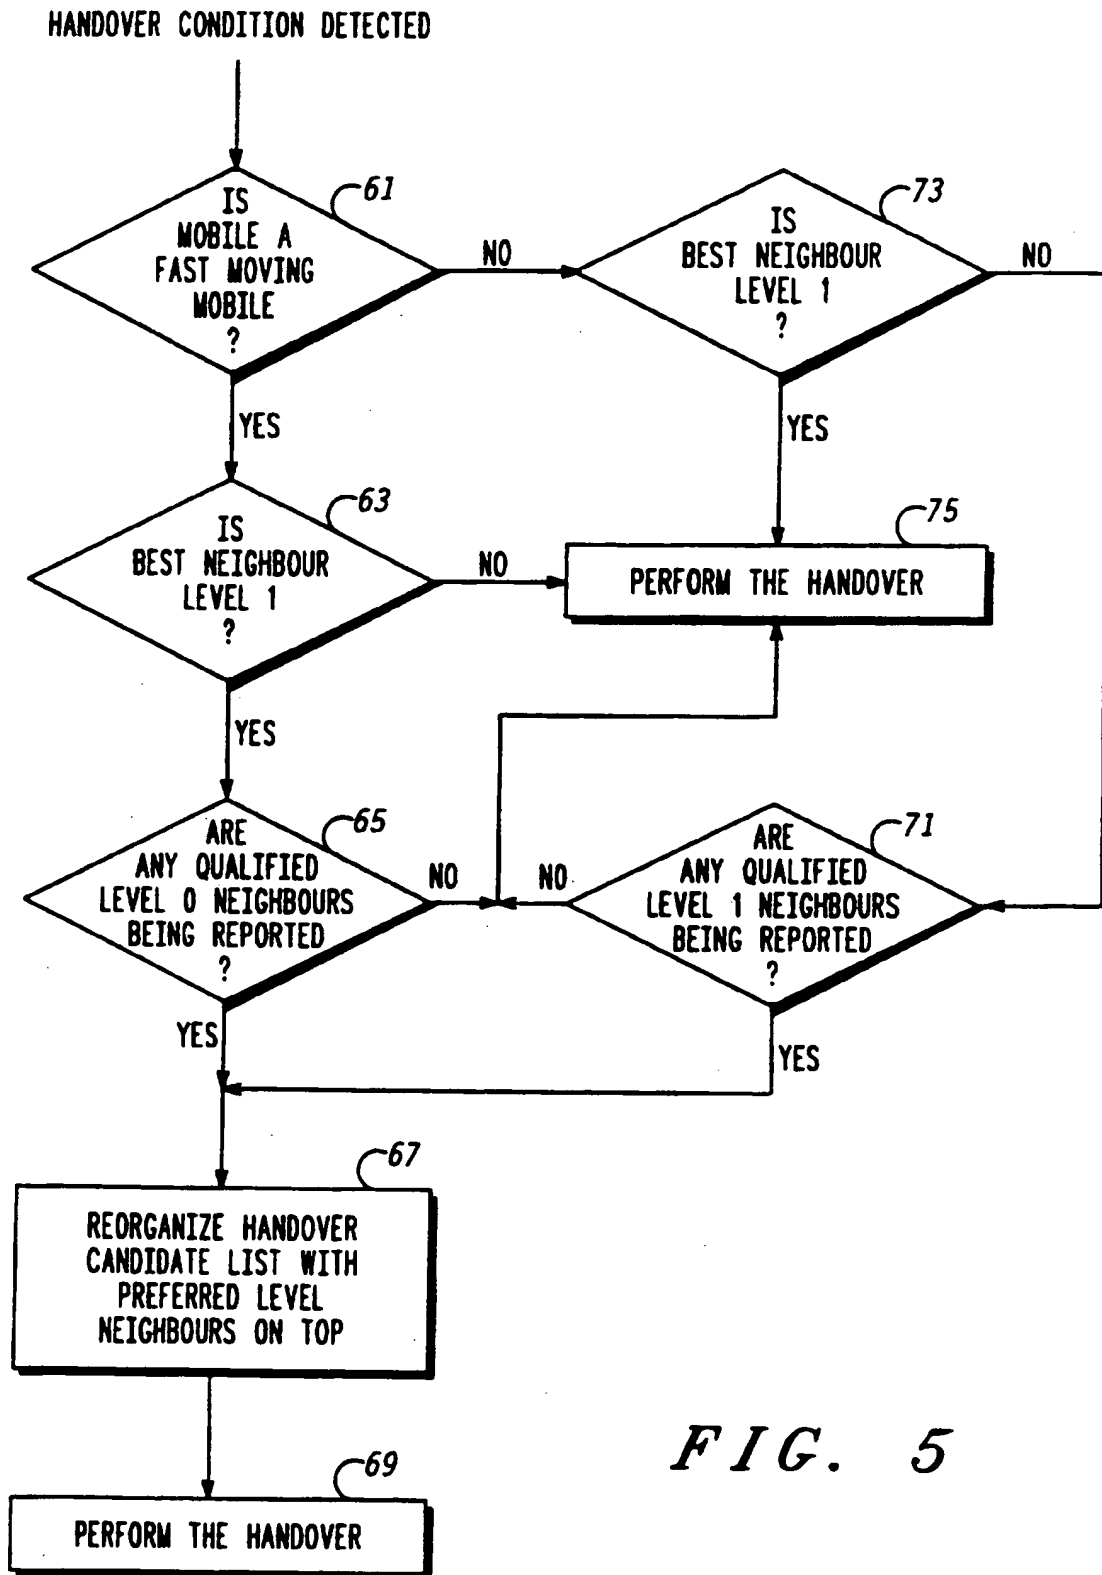 HANDOVER CONDITION DETECTED
61
IS
MOBILE A
FAST MOVING
MOBILE
?
NO
YES
73
IS
BEST NEIGHBOUR
LEVEL 1
?
NO
YES
63
IS
BEST NEIGHBOUR
LEVEL 1
?
NO
YES
75
PERFORM THE HANDOVER
65
ARE
ANY QUALIFIED
LEVEL 0 NEIGHBOURS
BEING REPORTED
?
NO
YES
71
ARE
ANY QUALIFIED
LEVEL 1 NEIGHBOURS
BEING REPORTED
?
NO
YES
67
REORGANIZE HANDOVER
CANDIDATE LIST WITH
PREFERRED LEVEL
NEIGHBOURS ON TOP
69
PERFORM THE HANDOVER
FIG. 5